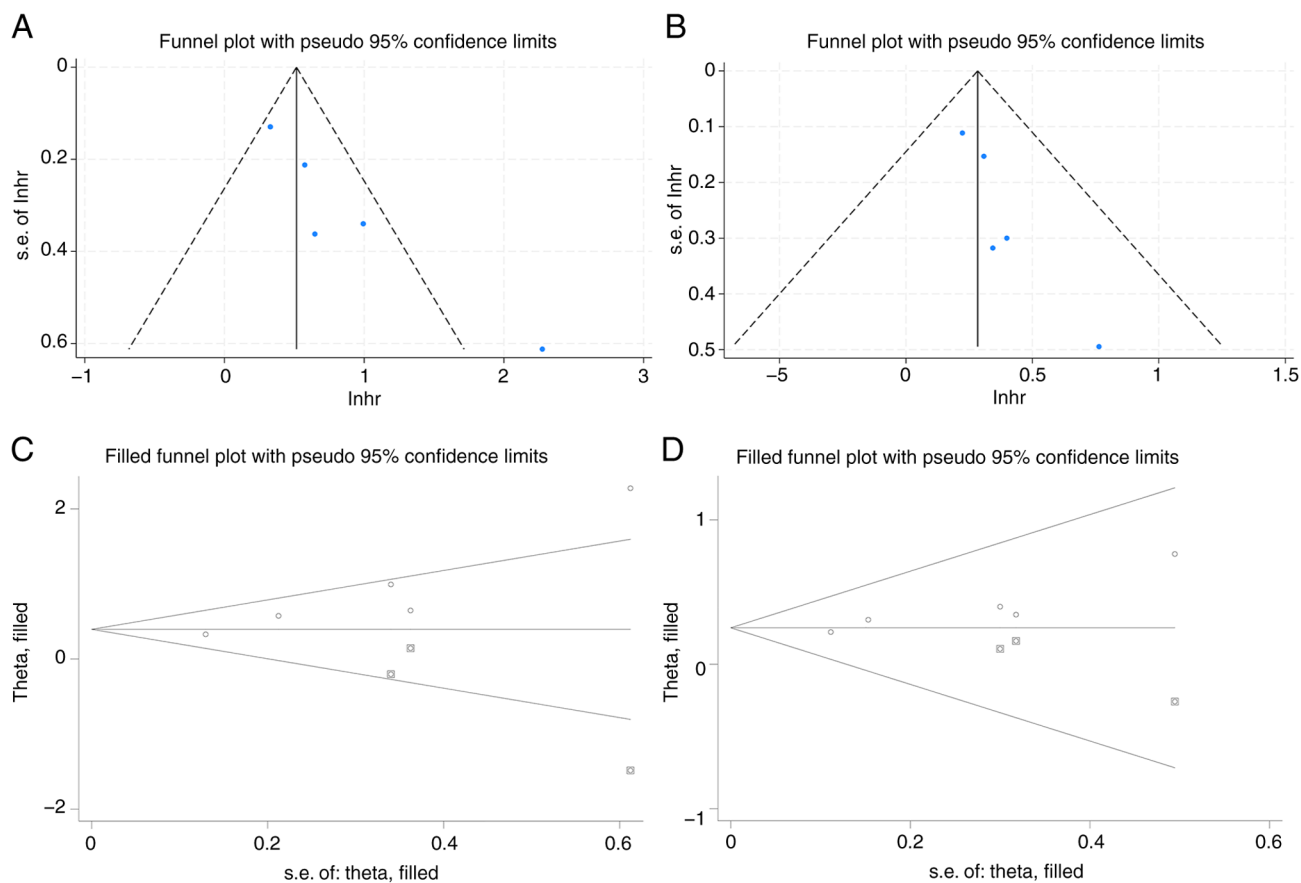 A
Funnel plot with pseudo 95% confidence limits
0
0.2
0.4
0.6
s.e. of lnhr
−1
0
1
2
3
lnhr
B
Funnel plot with pseudo 95% confidence limits
0
0.1
0.2
0.3
0.4
0.5
s.e. of lnhr
−5
0
0.5
1
1.5
lnhr
C
Filled funnel plot with pseudo 95% confidence limits
2
0
−2
Theta, filled
0
0.2
0.4
0.6
s.e. of: theta, filled
D
Filled funnel plot with pseudo 95% confidence limits
1
0
−1
Theta, filled
0
0.2
0.4
0.6
s.e. of: theta, filled